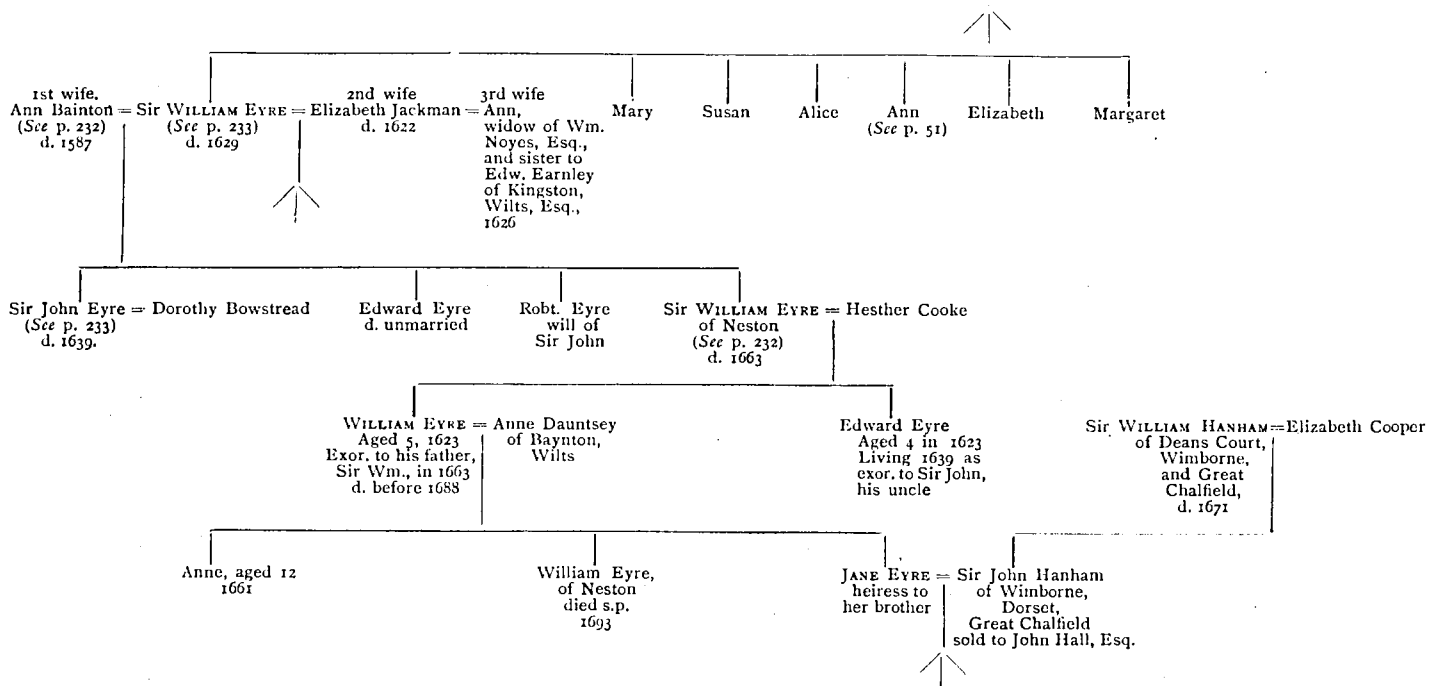 1st wife.
Ann Bainton = Sir WILLIAM EYRE = Elizabeth Jackman = Ann,
(See p. 232)
d. 1587
(See p. 233)
d. 1629
2nd wife
d. 1622
3rd wife
widow of Wm.
Noyes, Esq.,
and sister to
Edw. Earnley
of Kingston,
Wilts, Esq.,
1626
Mary
Susan
Alice
Ann
(See p. 51)
Elizabeth
Margaret
Sir John Eyre = Dorothy Bowstread
(See p. 233)
d. 1639.
Edward Eyre
d. unmarried
Robt. Eyre
will of
Sir John
Sir WILLIAM EYRE = Hesther Cooke
of Neston
(See p. 232)
d. 1663
WILLIAM EYRE = Anne Dauntsey
Aged 5, 1623
Exor. to his father,
Sir Wm., in 1663
d. before 1688
of Baynton,
Wilts
Edward Eyre
Aged 4 in 1623
Living 1639 as
exor. to Sir John,
his uncle
Sir WILLIAM HANHAM=Elizabeth Cooper
of Deans Court,
Wimborne,
and Great
Chalfield,
d. 1671
Anne, aged 12
1661
William Eyre,
of Neston
died s.p.
1693
JANE EYRE = Sir John Hanham
heiress to
her brother
of Wimborne,
Dorset,
Great Chalfield
sold to John Hall, Esq.